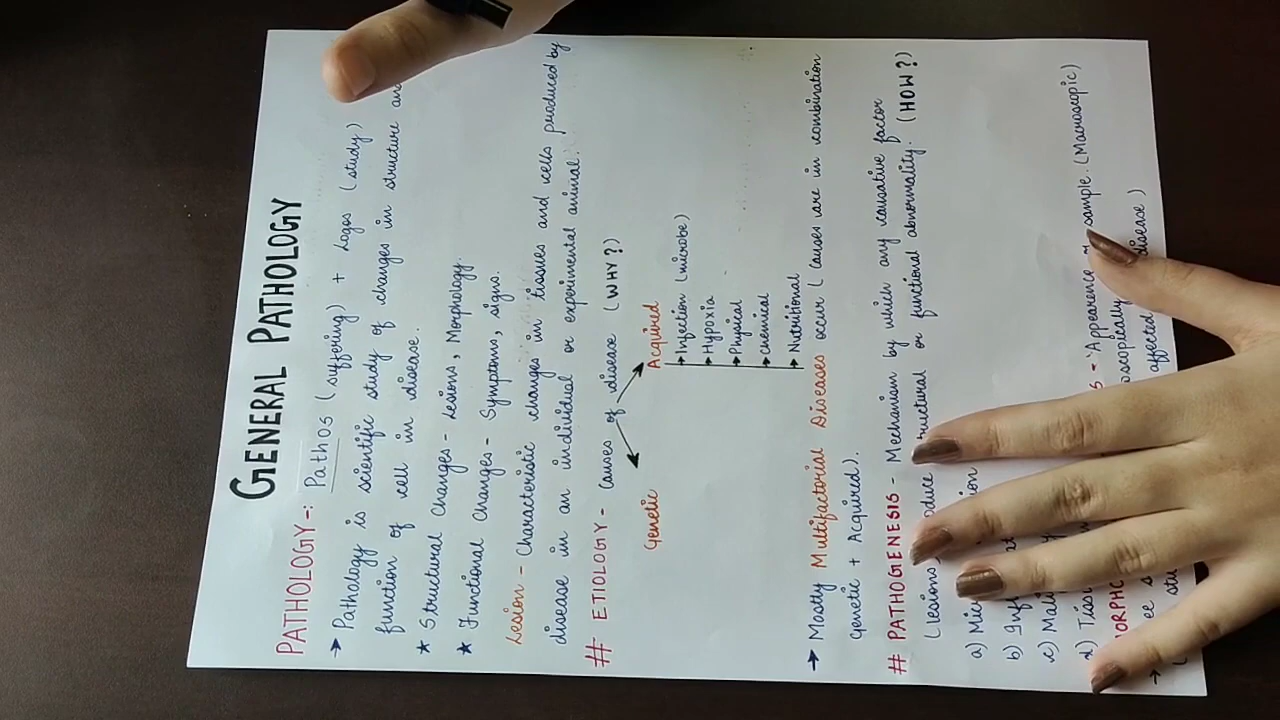 GENERAL PATHOLOGY
PATHOLOGY-: Pathos (suffering) + Logos (study)
→ Pathology is scientific study of changes in structure and
function of cell in disease.
★ Structural Changes - Lesions, Morphology.
★ Functional Changes - Symptoms, signs.
Lesion - Characteristic changes in tissues and cells produced by
disease in an individual or experimental animal.
# ETIOLOGY - Causes of disease (WHY?)
Genetic Acquired
→ Infection (microbe)
→ Hypoxia
→ Physical
→ Chemical
→ Nutritional
→ Mostly Multifactorial Diseases occur (Causes are in combination
Genetic + Acquired).
# PATHOGENESIS - Mechanism by which any causative factor
(lesions) structural or functional abnormality. (HOW?)
a)
b)
c)
d)
- Apperence sample. (Macroscopic)
affected disease)